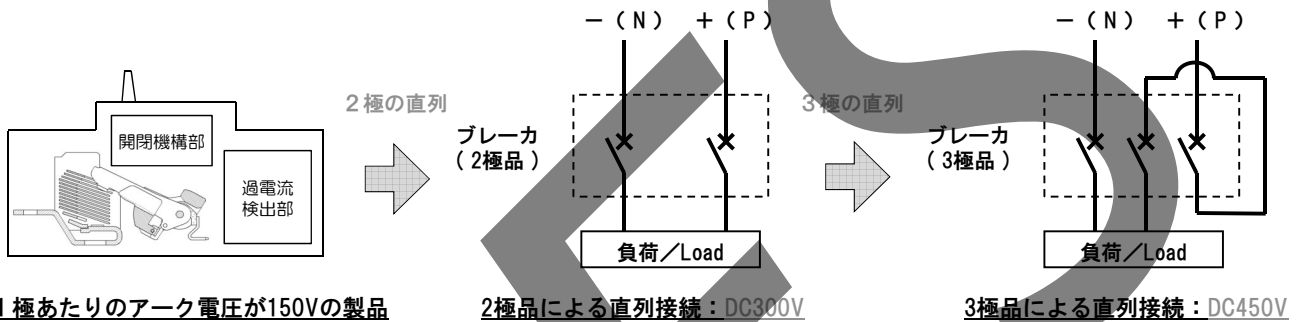 開閉機構部
過電流
検出部
1極あたりのアーク電圧が150Vの製品
2極の直列
－（N） ＋（P）
ブレーカ
（2極品）
負荷／Load
2極品による直列接続：DC300V
3極の直列
－（N） ＋（P）
ブレーカ
（3極品）
負荷／Load
3極品による直列接続：DC450V